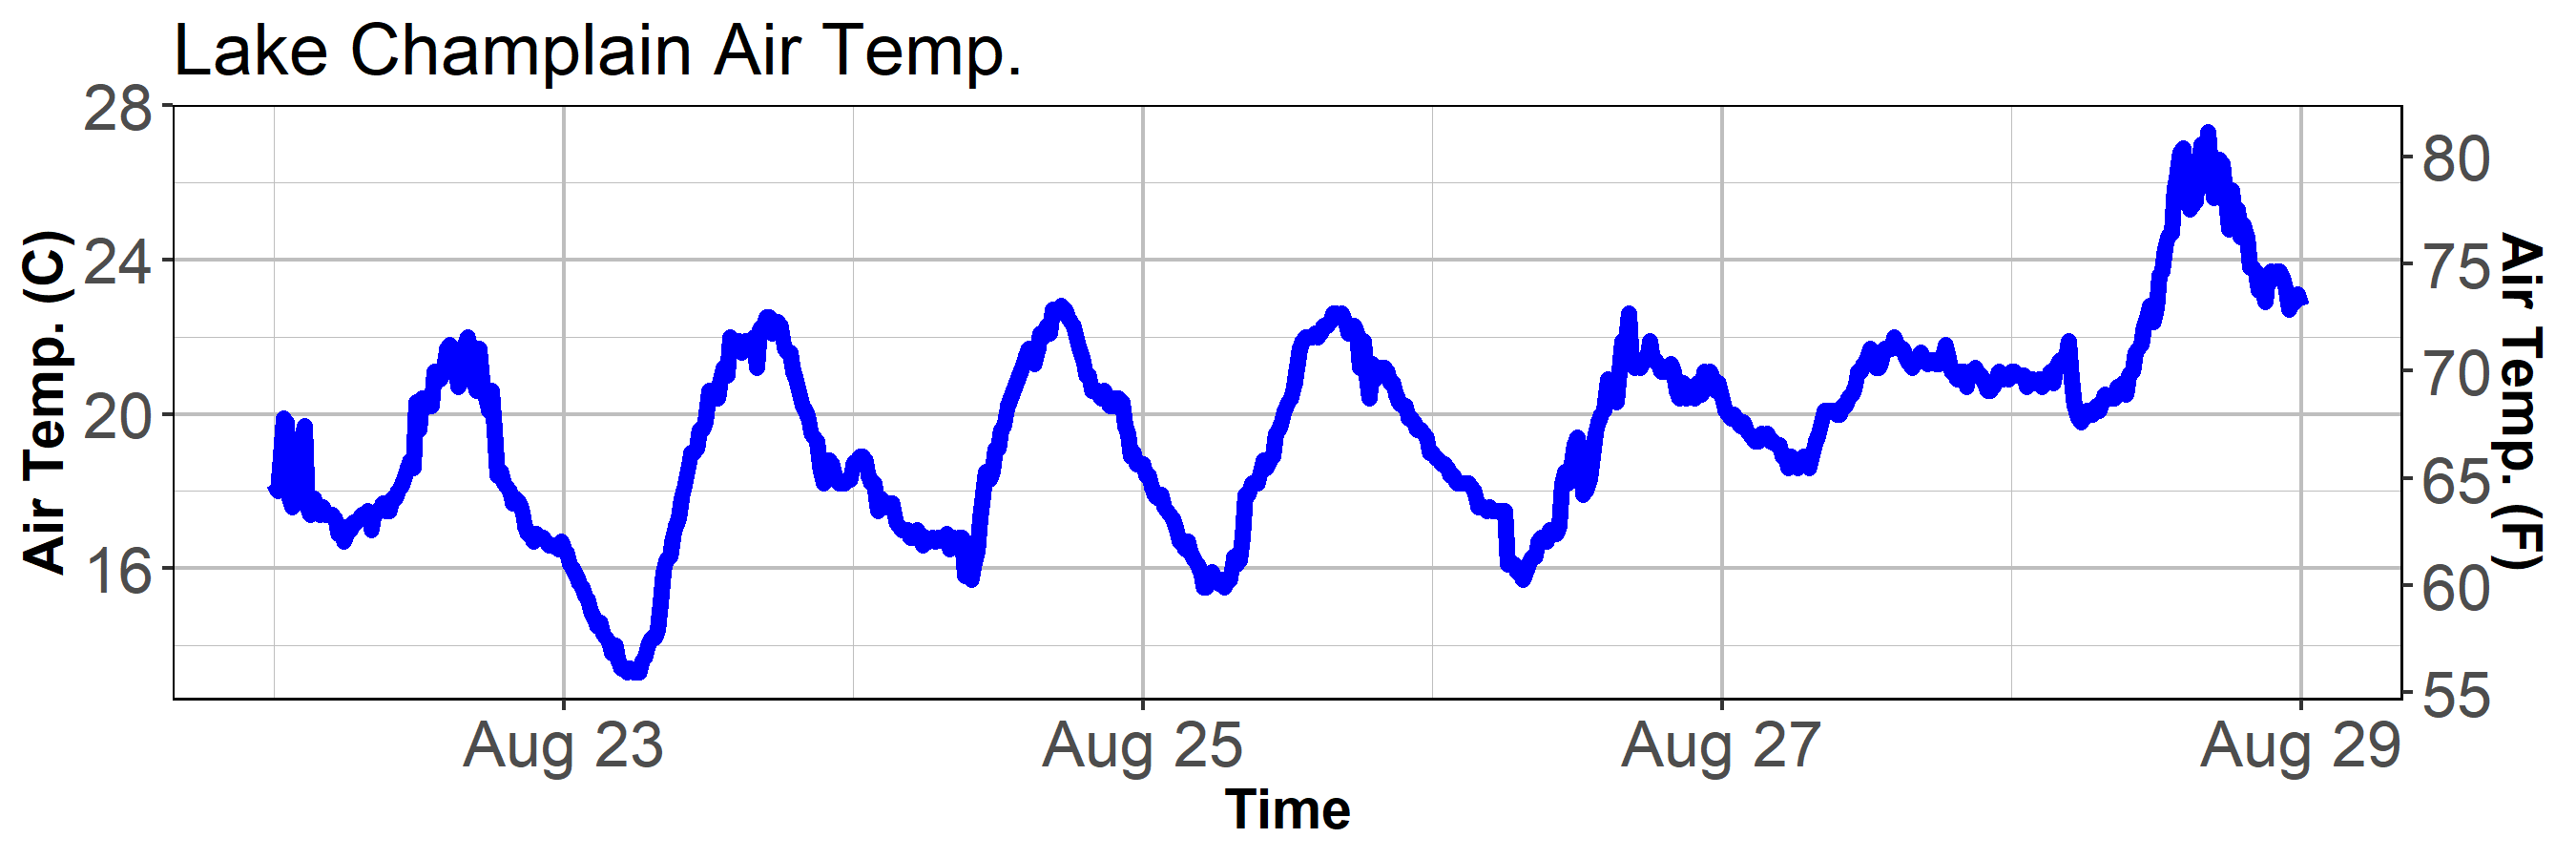 Lake Champlain Air Temp.
28
24
20
16
Air Temp. (C)
80
75
70
65
60
55
Air Temp. (F)
Aug 23
Aug 25
Aug 27
Aug 29
Time